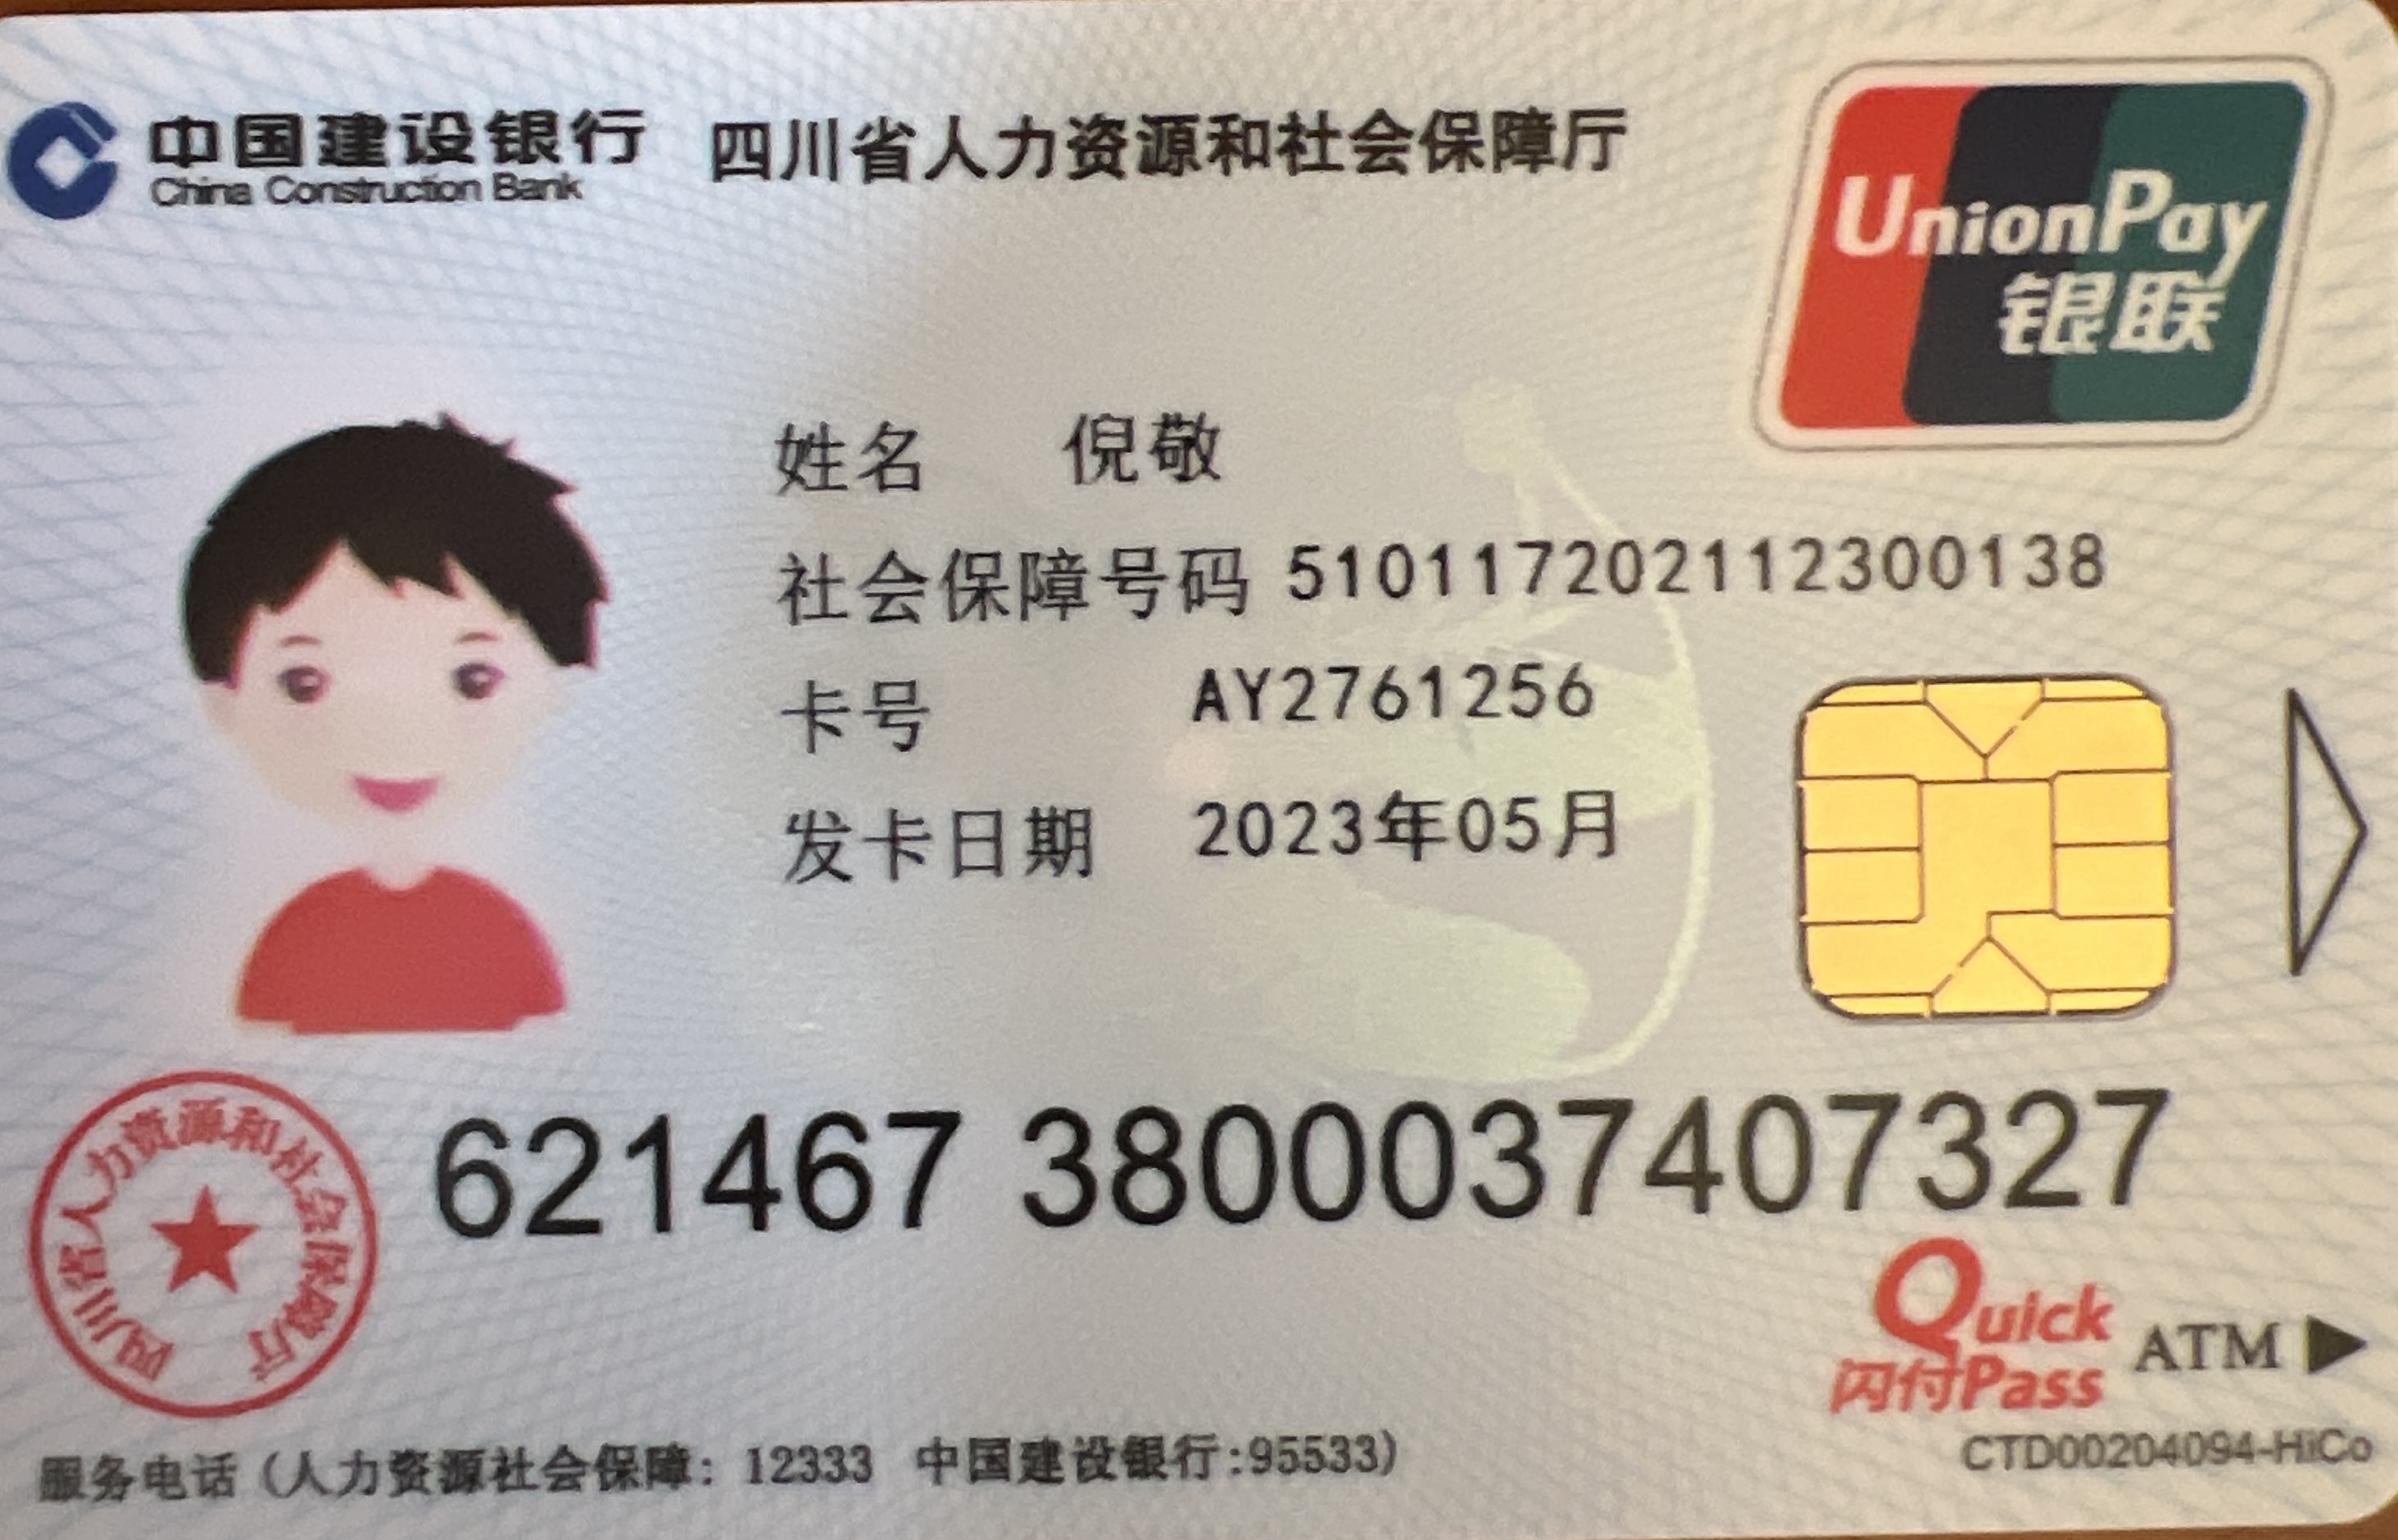 中国建设银行 四川省人力资源和社会保障厅
China Construction Bank
UnionPay
银联
姓名 倪敬
社会保障号码 510117202112300138
卡号 AY2761256
发卡日期 2023年05月
621467 3800037407327
四川省人力资源和社会保障厅
Quick
闪付Pass
ATM
CTD00204094-HiCo
服务电话（人力资源社会保障：12333 中国建设银行:95533）